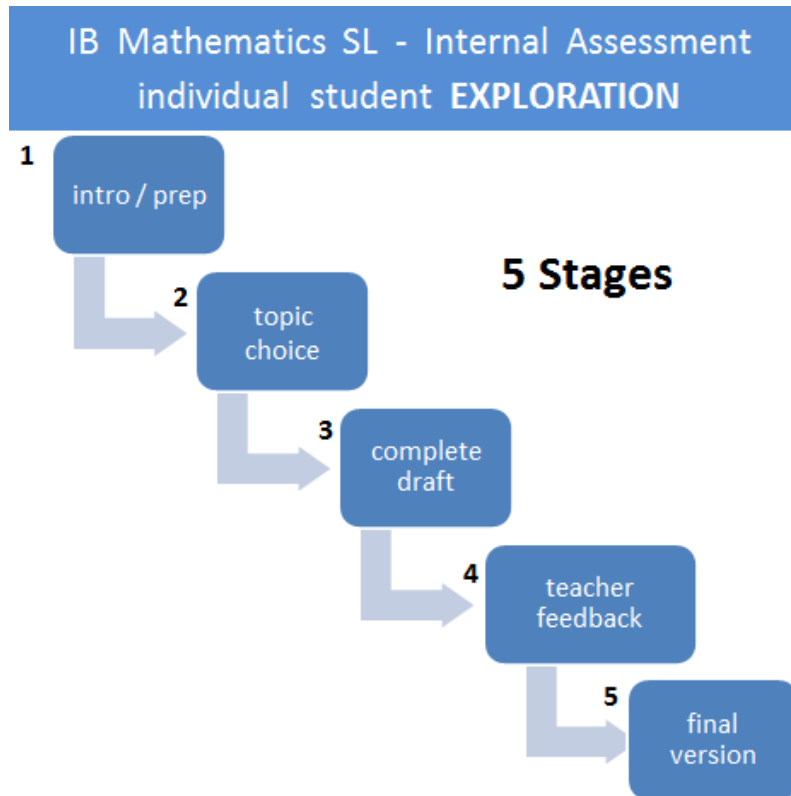 IB Mathematics SL - Internal Assessment
individual student EXPLORATION
1
intro / prep
5 Stages
2
topic
choice
3
complete
draft
4
teacher
feedback
5
final
version